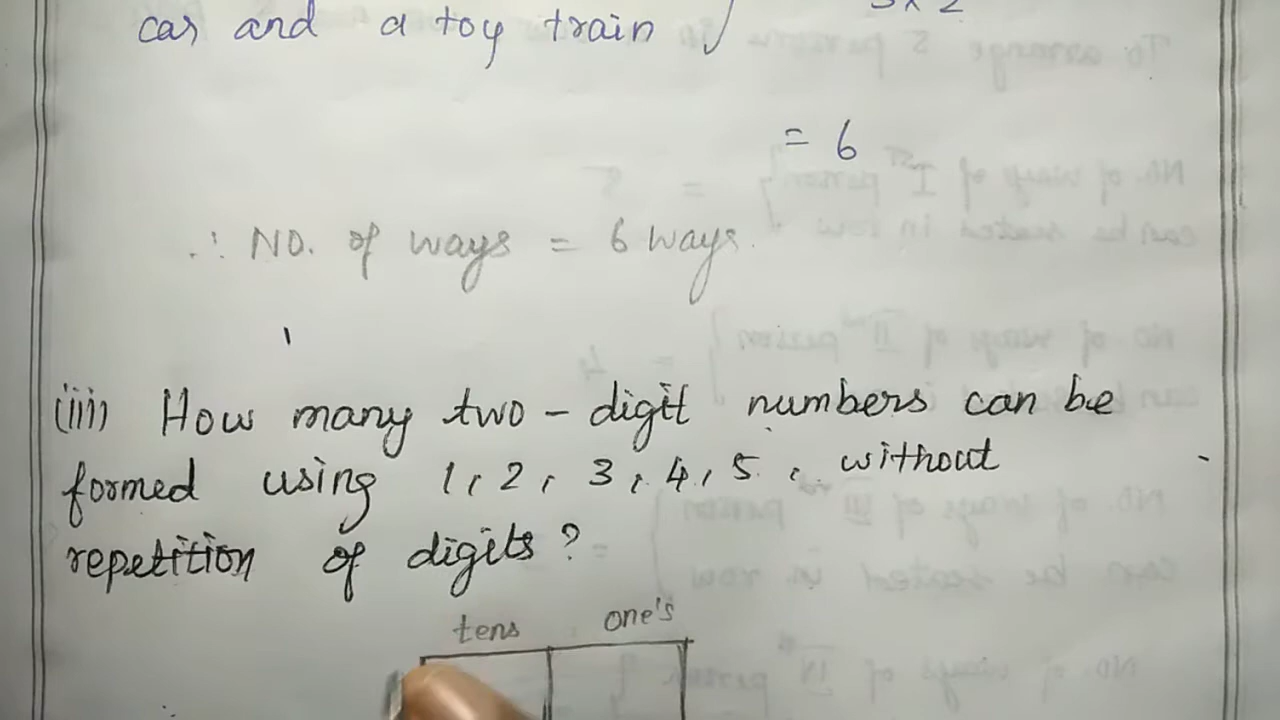 car and a toy train
3x2
= 6
∴ NO. of ways = 6 ways.
(iii) How many two-digit numbers can be
formed using 1, 2, 3, 4, 5, without
repetition of digits?
tens one's